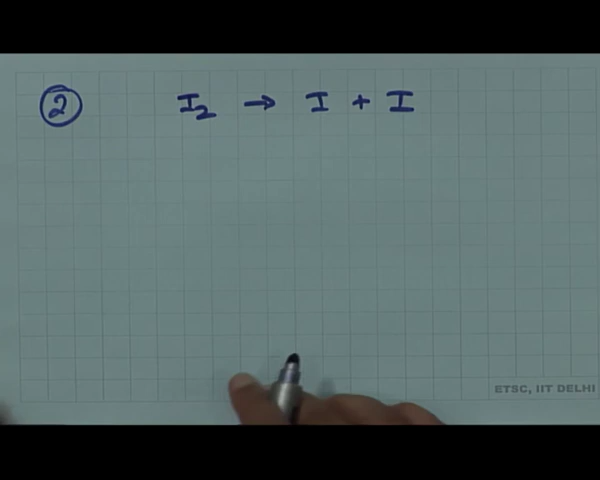 ② I₂ → I + I
ETSC, IIT DELHI